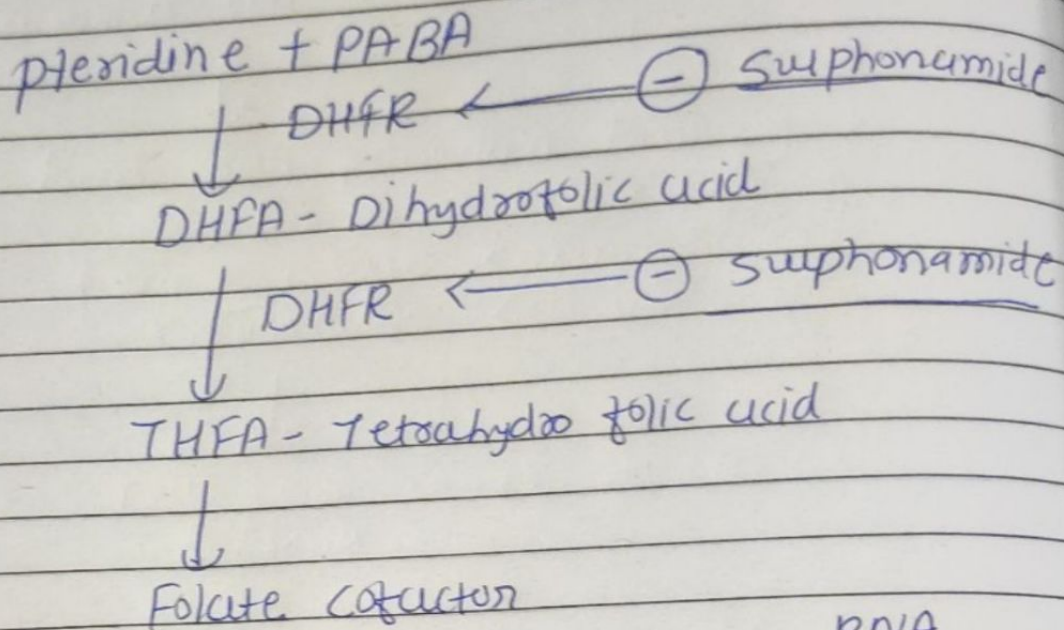 Pteridine + PABA
DHFR ← (-) Sulphonamide
DHFA - Dihydrofolic acid
DHFR ← (-) Sulphonamide
THFA - Tetrahydro folic acid
Folate cofactor